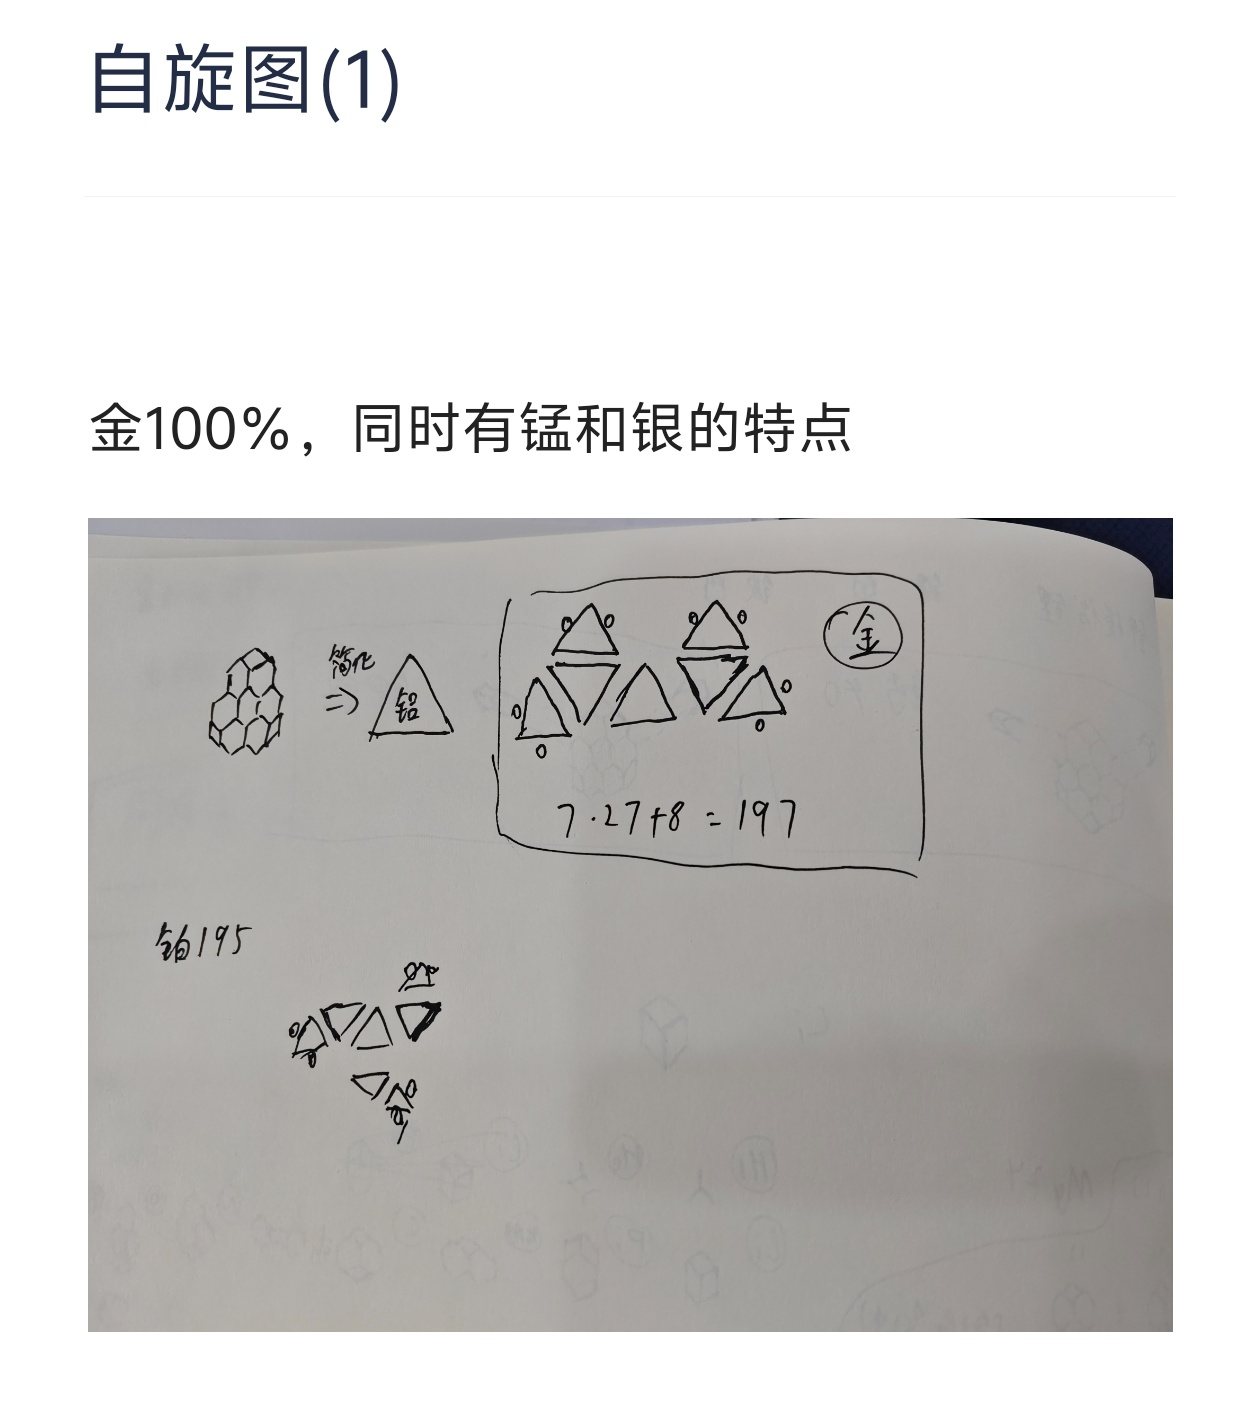 自旋图(1)
金100%，同时有锰和银的特点
简化
=>
铝
金
7·27+8=197
铂195